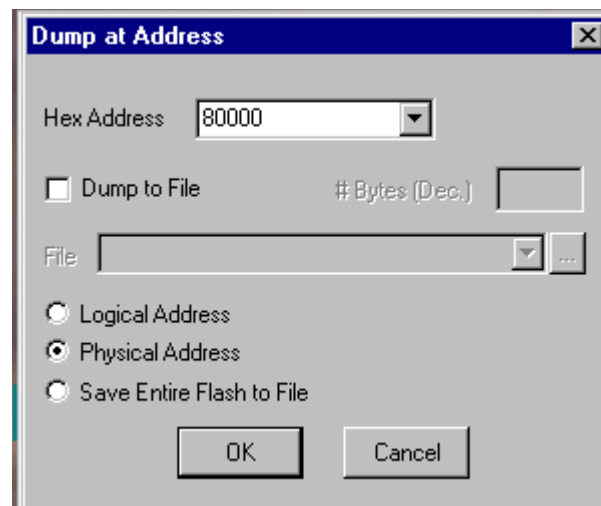 Dump at Address
Hex Address 80000
Dump to File # Bytes (Dec.)
File ...
Logical Address
Physical Address
Save Entire Flash to File
OK Cancel